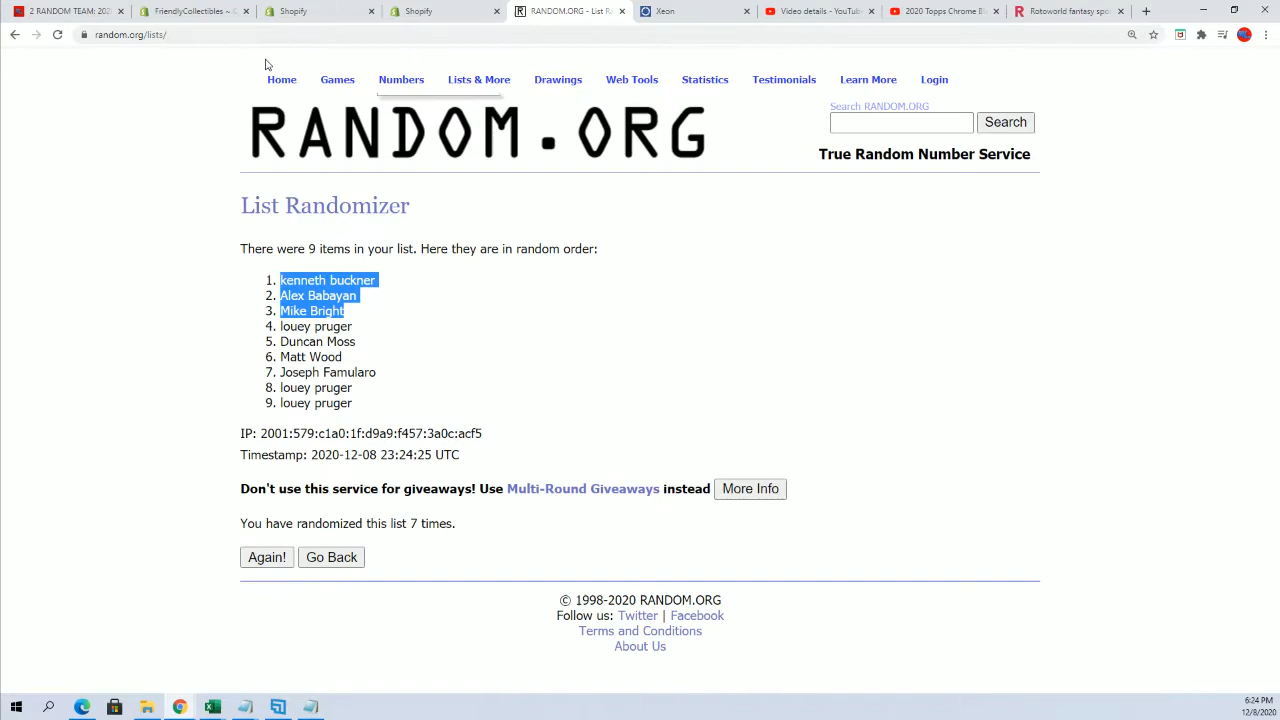 2 RANDOM TEAM: 202
FriendlyCollectibles ~ C
Shopify
Shopify
RANDOM.ORG - List R
Xeon
Video details - YouTube
2020 Topps Chrome Bl
Rotoworld fantasy spo
random.org/lists/
Home
Games
Numbers
Lists & More
Drawings
Web Tools
Statistics
Testimonials
Learn More
Login
RANDOM.ORG
Search RANDOM.ORG
Search
True Random Number Service
List Randomizer
There were 9 items in your list. Here they are in random order:
1. kenneth buckner
2. Alex Babayan
3. Mike Bright
4. louey pruger
5. Duncan Moss
6. Matt Wood
7. Joseph Famularo
8. louey pruger
9. louey pruger
IP: 2001:579:c1a0:1f:d9a9:f457:3a0c:acf5
Timestamp: 2020-12-08 23:24:25 UTC
Don't use this service for giveaways! Use Multi-Round Giveaways instead More Info
You have randomized this list 7 times.
Again! Go Back
© 1998-2020 RANDOM.ORG
Follow us: Twitter | Facebook
Terms and Conditions
About Us
6:24 PM
12/8/2020